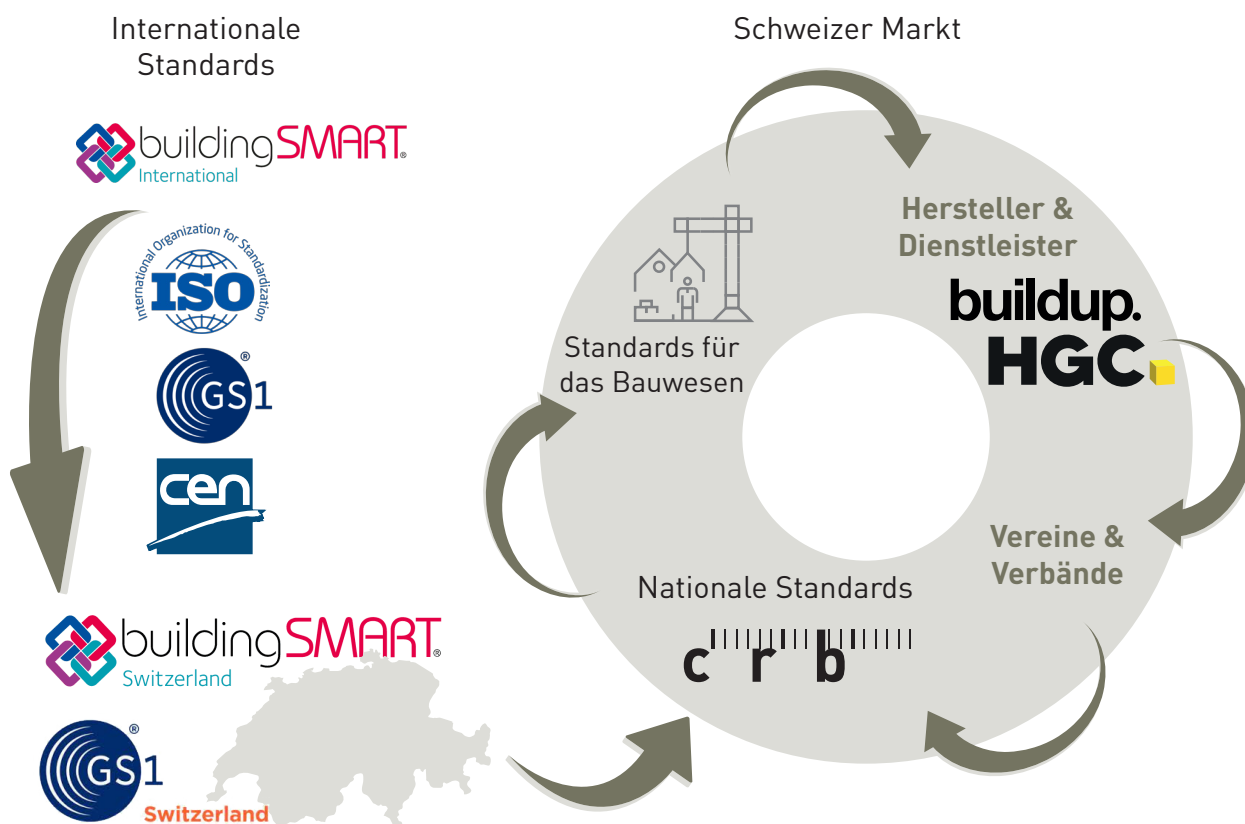 Internationale
Standards
buildingSMART®
International
International Organization for Standardization
ISO
GS1®
cen
buildingSMART®
Switzerland
GS1®
Switzerland
Schweizer Markt
Hersteller &
Dienstleister
buildup.
HGC
Standards für
das Bauwesen
Vereine &
Verbände
Nationale Standards
crb